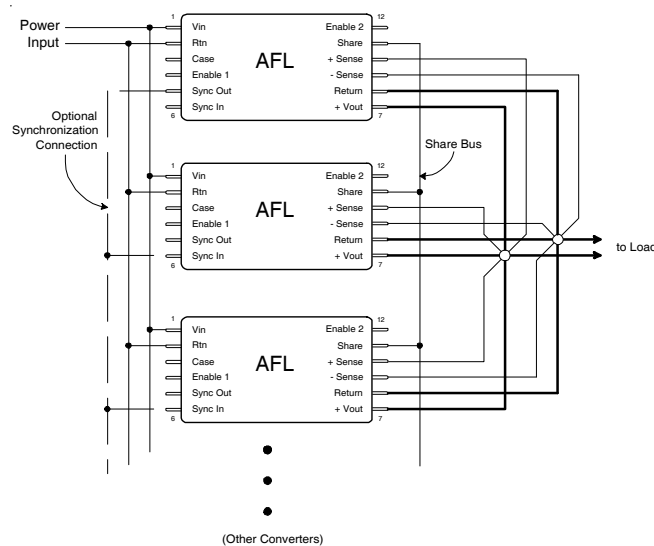 Power
Input
Optional
Synchronization
Connection
1
Vin
Rtn
Case
Enable 1
Sync Out
Sync In
6
AFL
12
Enable 2
Share
+ Sense
- Sense
Return
+ Vout
7
Share Bus
1
Vin
Rtn
Case
Enable 1
Sync Out
Sync In
6
AFL
12
Enable 2
Share
+ Sense
- Sense
Return
+ Vout
7
to Load
1
Vin
Rtn
Case
Enable 1
Sync Out
Sync In
6
AFL
12
Enable 2
Share
+ Sense
- Sense
Return
+ Vout
7
(Other Converters)